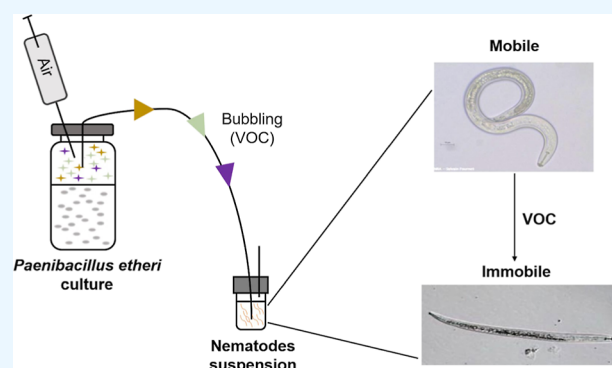 Air
Bubbling
(VOC)
Paenibacillus etheri
culture
Nematodes
suspension
Mobile
VOC
Immobile